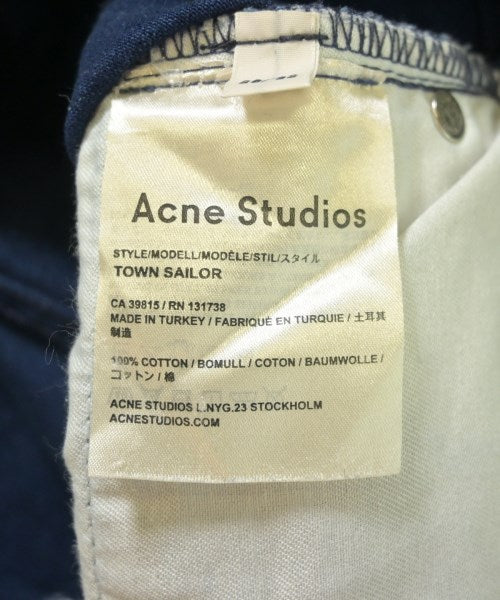 Acne Studios
STYLE/MODELL/MODÈLE/STIL/スタイル
TOWN SAILOR
CA 39815 / RN 131738
MADE IN TURKEY / FABRIQUÉ EN TURQUIE / 土耳其
制造
100% COTTON / BOMULL / COTON / BAUMWOLLE /
コットン / 棉
ACNE STUDIOS L.NYG.23 STOCKHOLM
ACNESTUDIOS.COM